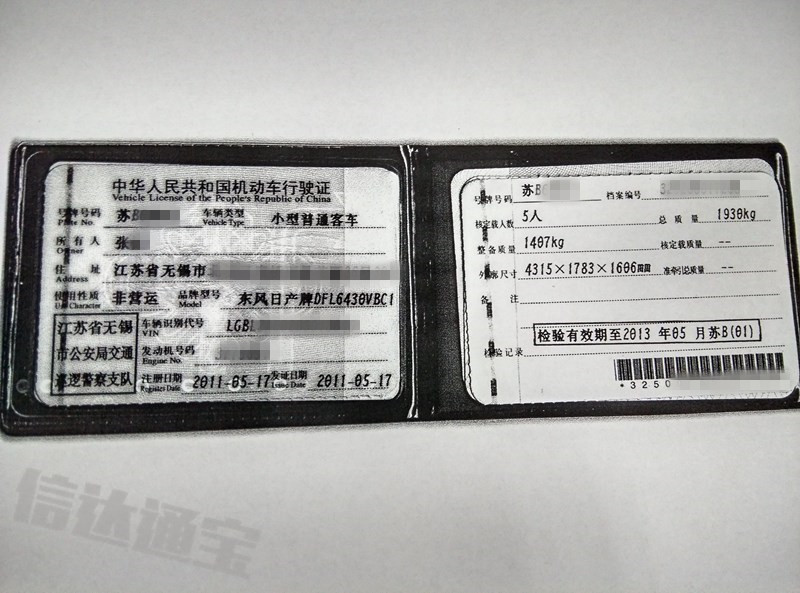 中华人民共和国机动车行驶证
Vehicle License of the People's Republic of China
号牌号码 苏B 车辆类型 小型普通客车
Plate No. Vehicle Type
所有人 张
Owner
住址 江苏省无锡市
Address
使用性质 非营运 品牌型号 东风日产牌DFL6430VBC1
Use Character Model
江苏省无锡 车辆识别代号 LGBL
VIN
市公安局交通 发动机号码
Engine No.
巡逻警察支队 注册日期 2011-05-17 发证日期 2011-05-17
Register Date Issue Date
号牌号码 苏B 档案编号 3
核定载人数 5人 总质量 1930kg
整备质量 1407kg 核定载质量 --
外廓尺寸 4315×1783×1606 准牵引总质量 --
备注
检验有效期至2013 年05 月苏B(01)
检验记录
*3250
信达通宝